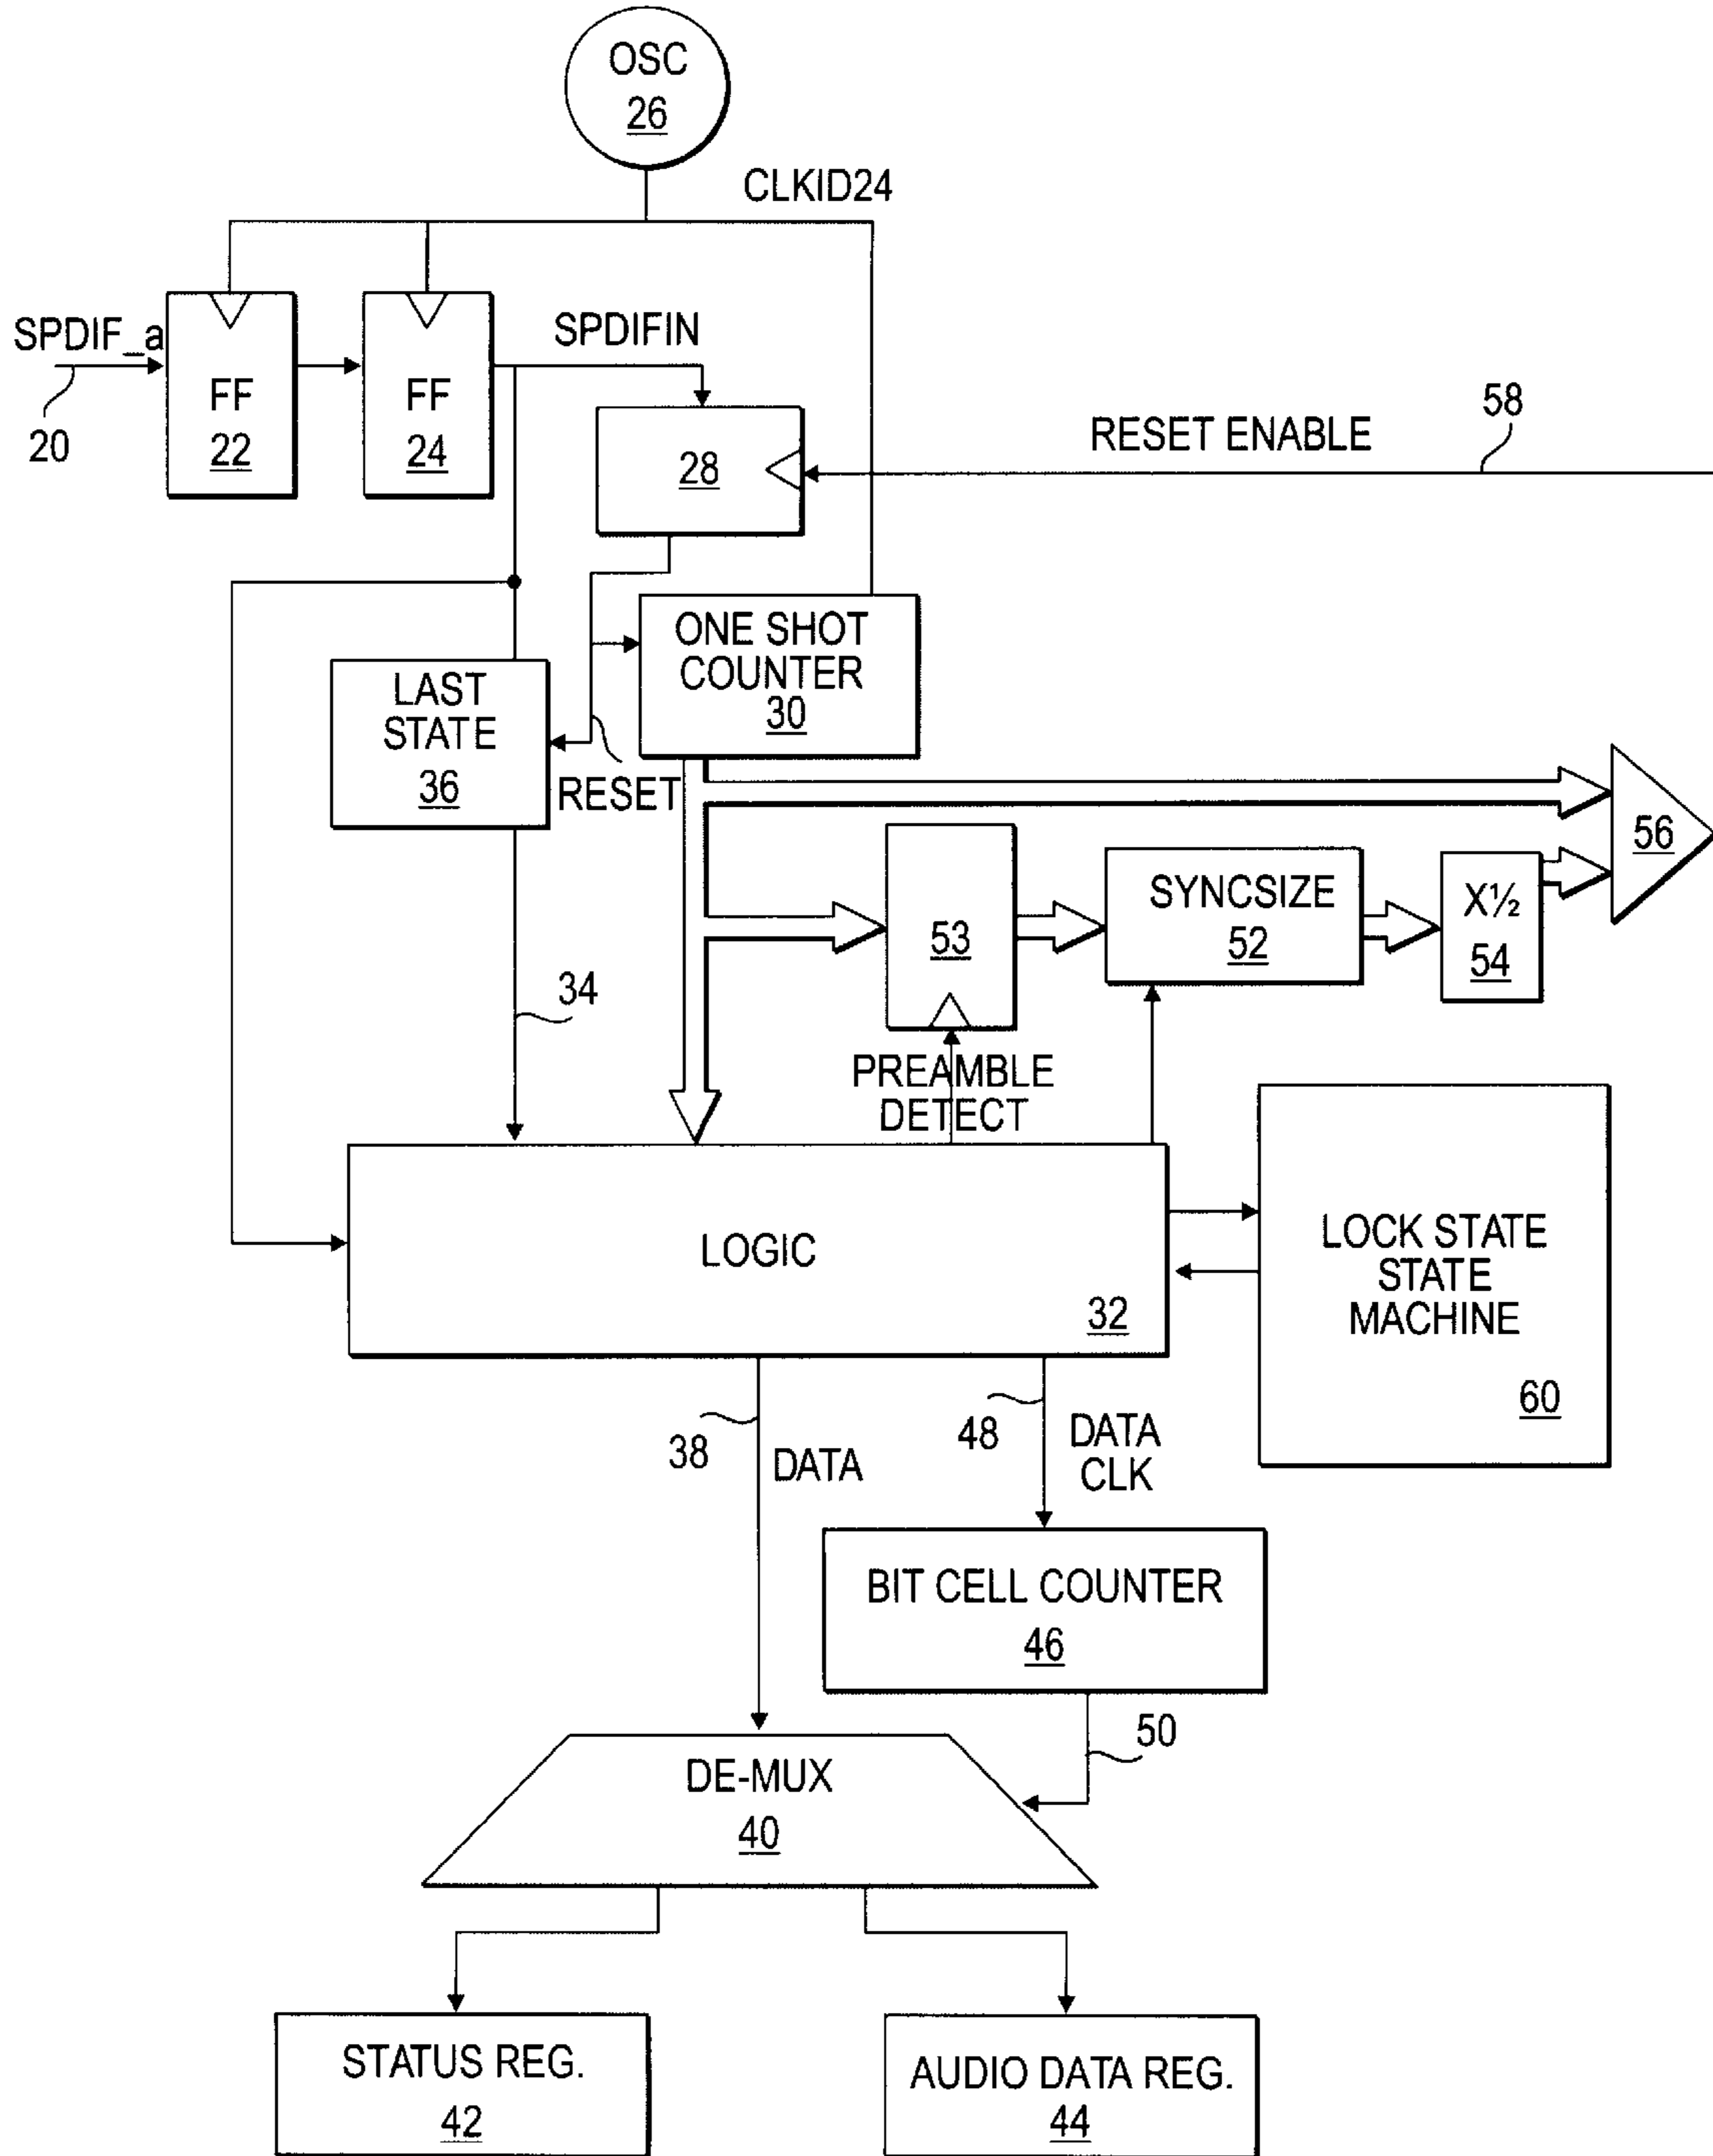 OSC
26
CLKID24
SPDIF_a
SPDIFIN
FF
22
FF
24
20
28
RESET ENABLE
58
ONE SHOT
COUNTER
30
LAST
STATE
36
RESET
56
53
SYNCSIZE
52
X½
54
34
PREAMBLE
DETECT
LOGIC
32
LOCK STATE
STATE
MACHINE
60
38
DATA
48
DATA
CLK
BIT CELL COUNTER
46
50
DE-MUX
40
STATUS REG.
42
AUDIO DATA REG.
44